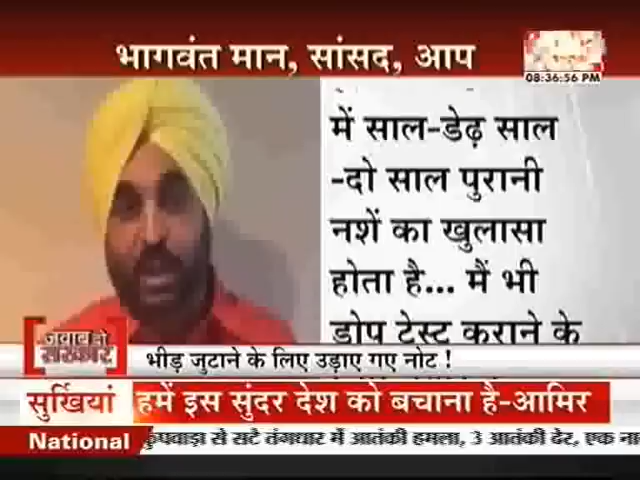 भागवंत मान, सांसद, आप
08:36:56 PM
में साल-डेढ़ साल
-दो साल पुरानी
नशें का खुलासा
होता है... मैं भी
डोप टेस्ट कराने के
जवाब दो
सरकार
भीड़ जुटाने के लिए उड़ाए गए नोट !
सुर्खियां हमें इस सुंदर देश को बचाना है-आमिर
National कुपवाड़ा से सटे तंगधार में आतंकी हमला, 3 आतंकी ढेर, एक ना